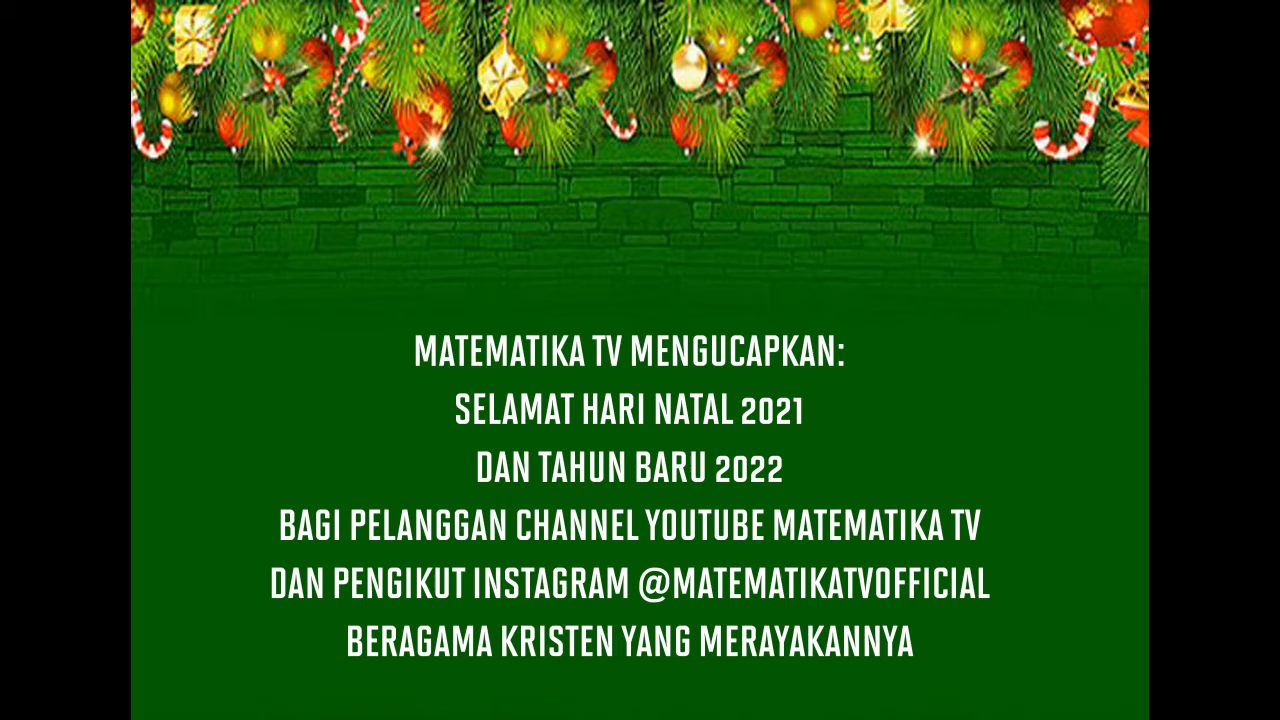 MATEMATIKA TV MENGUCAPKAN:
SELAMAT HARI NATAL 2021
DAN TAHUN BARU 2022
BAGI PELANGGAN CHANNEL YOUTUBE MATEMATIKA TV
DAN PENGIKUT INSTAGRAM @MATEMATIKATVOFFICIAL
BERAGAMA KRISTEN YANG MERAYAKANNYA